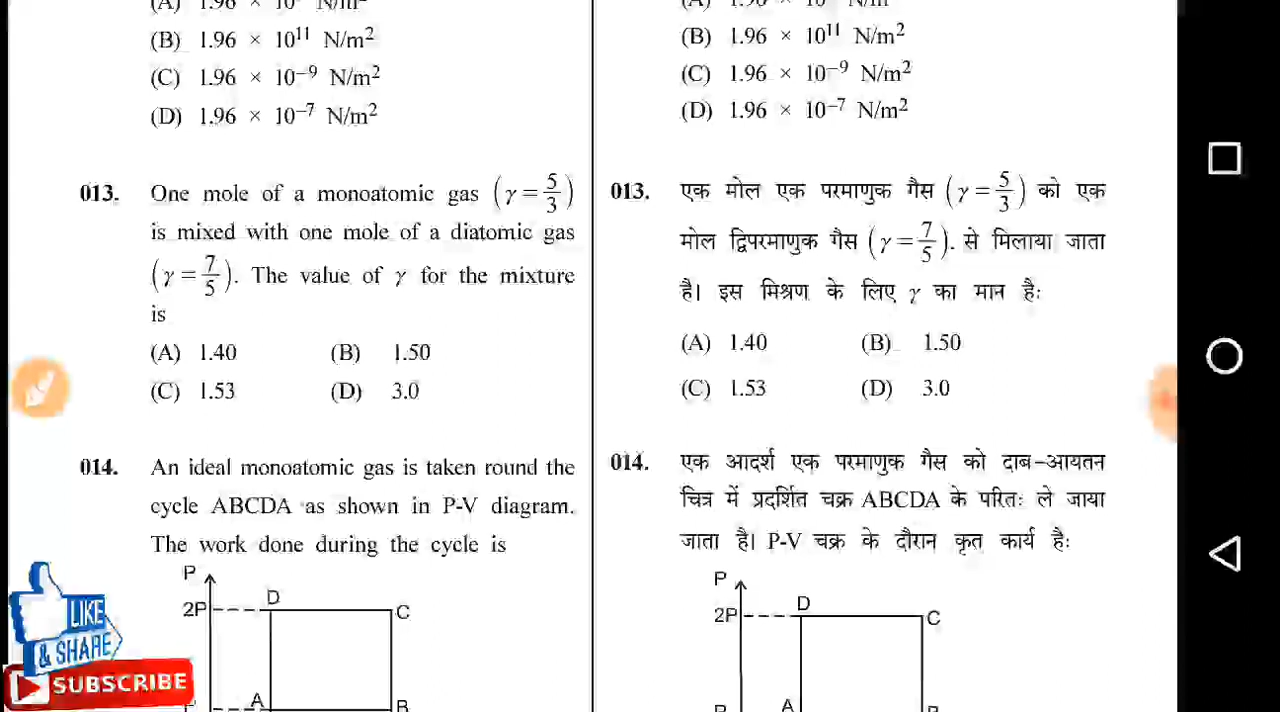 (B) 1.96 × 10¹¹ N/m²
(C) 1.96 × 10⁻⁹ N/m²
(D) 1.96 × 10⁻⁷ N/m²
013. One mole of a monoatomic gas (γ = 5/3)
is mixed with one mole of a diatomic gas
(γ = 7/5). The value of γ for the mixture
is
(A) 1.40 (B) 1.50
(C) 1.53 (D) 3.0
014. An ideal monoatomic gas is taken round the
cycle ABCDA as shown in P-V diagram.
The work done during the cycle is
P
2P D C
A B
(B) 1.96 × 10¹¹ N/m²
(C) 1.96 × 10⁻⁹ N/m²
(D) 1.96 × 10⁻⁷ N/m²
013. एक मोल एक परमाणुक गैस (γ = 5/3) को एक
मोल द्विपरमाणुक गैस (γ = 7/5). से मिलाया जाता
है। इस मिश्रण के लिए γ का मान है:
(A) 1.40 (B) 1.50
(C) 1.53 (D) 3.0
014. एक आदर्श एक परमाणुक गैस को दाब-आयतन
चित्र में प्रदर्शित चक्र ABCDA के परितः ले जाया
जाता है। P-V चक्र के दौरान कृत कार्य है:
P
2P D C
A
LIKE
& SHARE
SUBSCRIBE